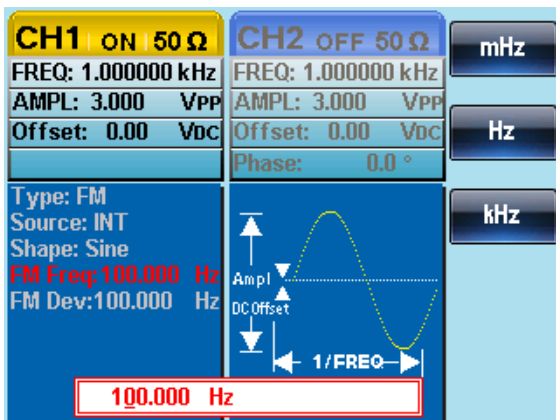 CH1 ON 50 Ω
FREQ: 1.000000 kHz
AMPL: 3.000 VPP
Offset: 0.00 VDC
CH2 OFF 50 Ω
FREQ: 1.000000 kHz
AMPL: 3.000 VPP
Offset: 0.00 VDC
Phase: 0.0 °
mHz
Hz
kHz
Type: FM
Source: INT
Shape: Sine
FM Freq:100.000 Hz
FM Dev:100.000 Hz
Ampl
DC Offset
1/FREQ
100.000 Hz